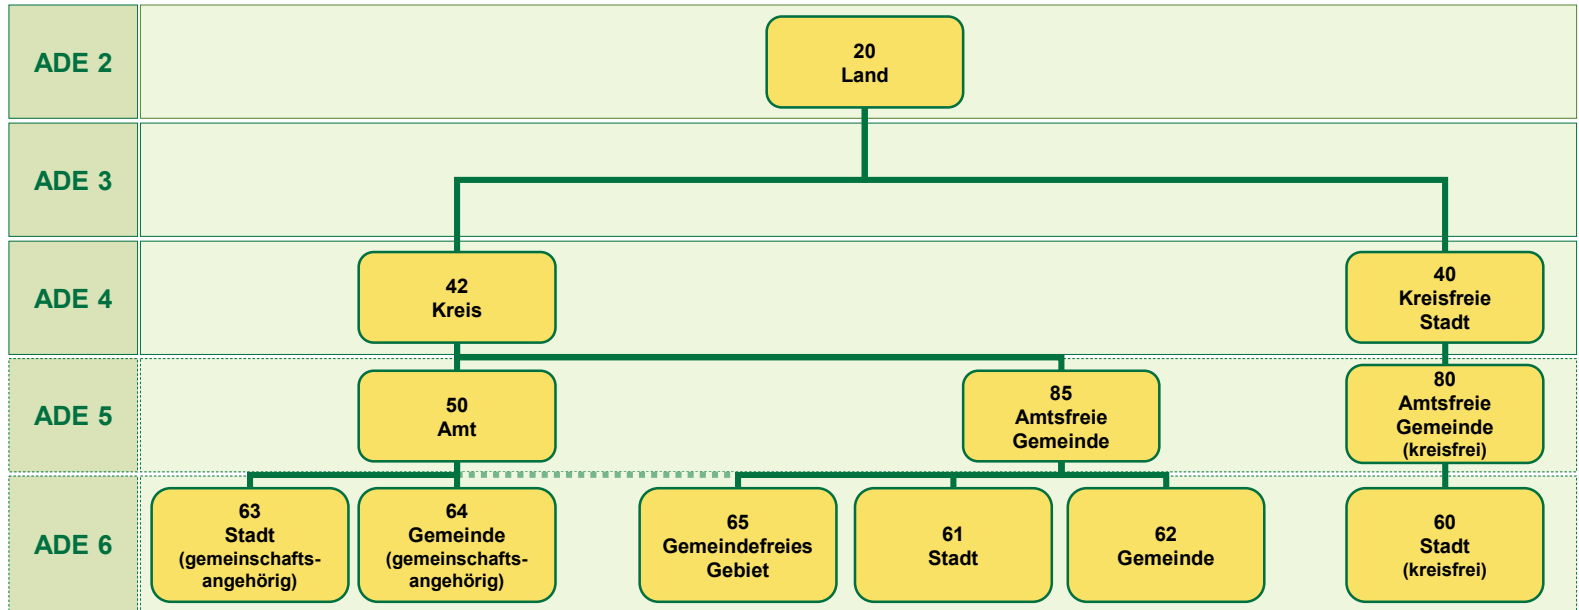 ADE 2
20
Land
ADE 3
ADE 4
42
Kreis
40
Kreisfreie
Stadt
ADE 5
50
Amt
85
Amtsfreie
Gemeinde
80
Amtsfreie
Gemeinde
(kreisfrei)
ADE 6
63
Stadt
(gemeinschafts-
angehörig)
64
Gemeinde
(gemeinschafts-
angehörig)
65
Gemeindefreies
Gebiet
61
Stadt
62
Gemeinde
60
Stadt
(kreisfrei)